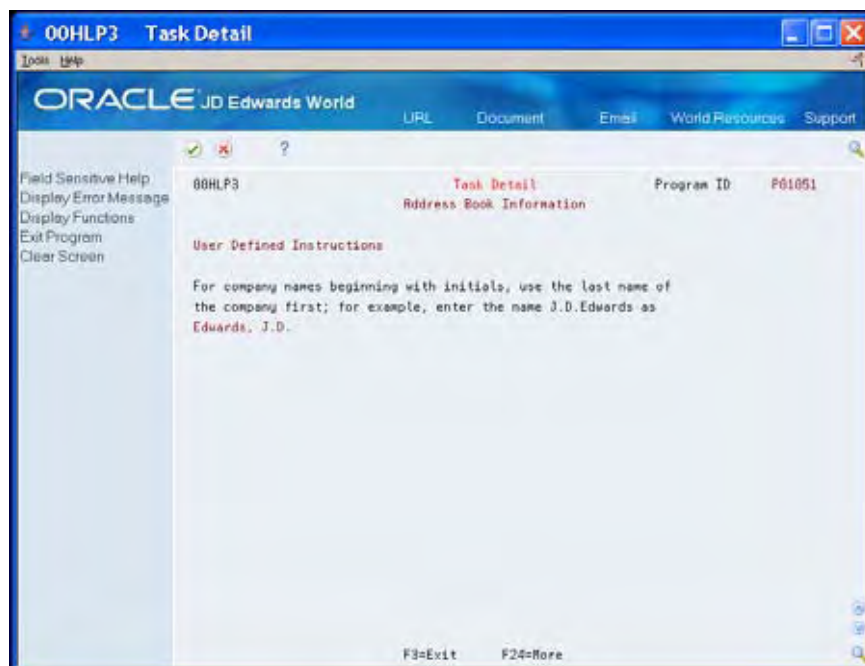 00HLP3 Task Detail
Tools Help
ORACLE JD Edwards World
URL Document Email World Resources Support
?
Field Sensitive Help
Display Error Message
Display Functions
Exit Program
Clear Screen
00HLP3 Task Detail Program ID P01051
Address Book Information
User Defined Instructions
For company names beginning with initials, use the last name of
the company first; for example, enter the name J.D.Edwards as
Edwards, J.D.
F3=Exit F24=More